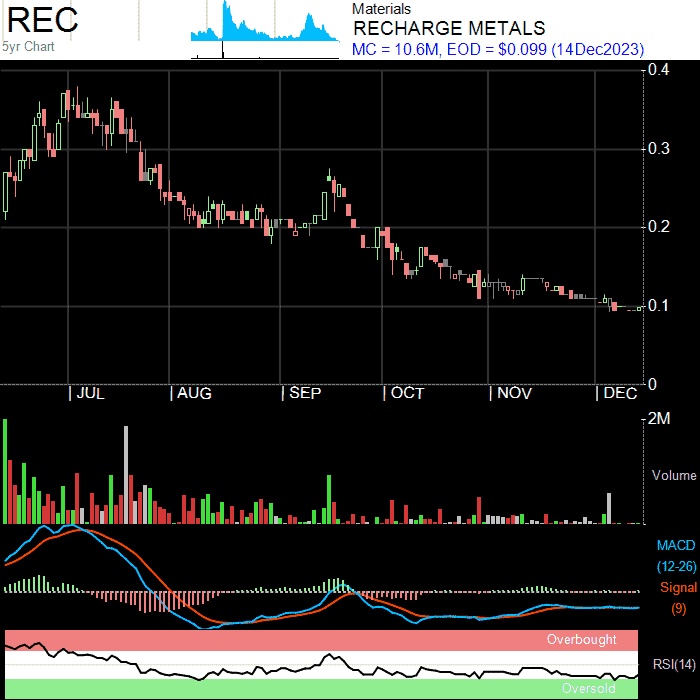 REC
5yr Chart
Materials
RECHARGE METALS
MC = 10.6M, EOD = $0.099 (14Dec2023)
0.4
0.3
0.2
0.1
0
JUL AUG SEP OCT NOV DEC
2M
Volume
MACD
(12-26)
Signal
(9)
Overbought
RSI(14)
Oversold